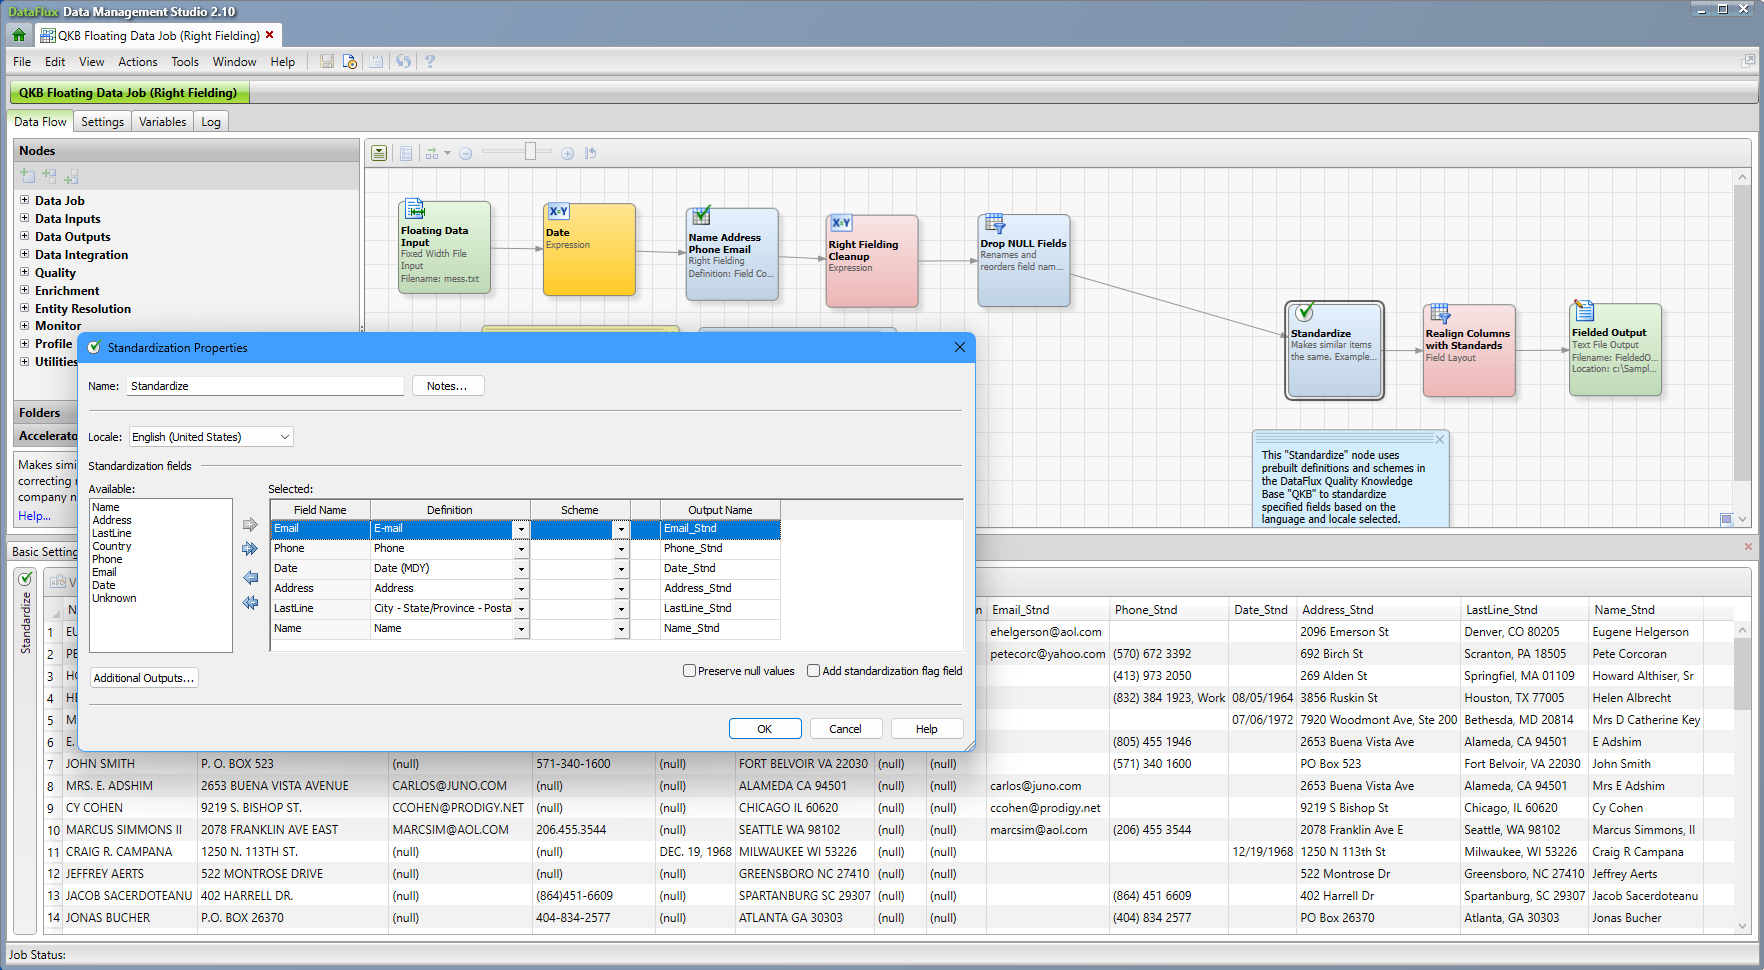 DataFlux Data Management Studio 2.10
QKB Floating Data Job (Right Fielding)
File Edit View Actions Tools Window Help
QKB Floating Data Job (Right Fielding)
Data Flow Settings Variables Log
Nodes
Data Job
Data Inputs
Data Outputs
Data Integration
Quality
Enrichment
Entity Resolution
Monitor
Profile
Utilities
Folders
Accelerato
Makes simi
correcting
company n
Help...
X=Y
X=Y
Floating Data
Input
Fixed Width File
Input
Filename: mess.txt
Date
Expression
Name Address
Phone Email
Right Fielding
Definition: Field Co...
Right Fielding
Cleanup
Expression
Drop NULL Fields
Renames and
reorders field nam...
Standardize
Makes similar items
the same. Example...
Realign Columns
with Standards
Field Layout
Fielded Output
Text File Output
Filename: FieldedO...
Location: c:\Sampl...
This "Standardize" node uses
prebuilt definitions and schemes in
the DataFlux Quality Knowledge
Base "QKB" to standardize
specified fields based on the
language and locale selected.
Standardization Properties
Name: Standardize Notes...
Locale: English (United States)
Standardization fields
Available:
Name
Address
LastLine
Country
Phone
Email
Date
Unknown
Selected:
Field Name Definition Scheme Output Name
Email E-mail Email_Stnd
Phone Phone Phone_Stnd
Date Date (MDY) Date_Stnd
Address Address Address_Stnd
LastLine City - State/Province - Posta LastLine_Stnd
Name Name Name_Stnd
Additional Outputs...
Preserve null values Add standardization flag field
OK Cancel Help
Basic Setting
Standardize
V
N n Email_Stnd Phone_Stnd Date_Stnd Address_Stnd LastLine_Stnd Name_Stnd
1 EU ehelgerson@aol.com 2096 Emerson St Denver, CO 80205 Eugene Helgerson
2 PE petecorc@yahoo.com (570) 672 3392 692 Birch St Scranton, PA 18505 Pete Corcoran
3 HO (413) 973 2050 269 Alden St Springfiel, MA 01109 Howard Althiser, Sr
4 HE (832) 384 1923, Work 08/05/1964 3856 Ruskin St Houston, TX 77005 Helen Albrecht
5 M 07/06/1972 7920 Woodmont Ave, Ste 200 Bethesda, MD 20814 Mrs D Catherine Key
6 E. (805) 455 1946 2653 Buena Vista Ave Alameda, CA 94501 E Adshim
7 JOHN SMITH P. O. BOX 523 (null) 571-340-1600 (null) FORT BELVOIR VA 22030 (null) (null) (571) 340 1600 PO Box 523 Fort Belvoir, VA 22030 John Smith
8 MRS. E. ADSHIM 2653 BUENA VISTA AVENUE CARLOS@JUNO.COM (null) (null) ALAMEDA CA 94501 (null) (null) carlos@juno.com 2653 Buena Vista Ave Alameda, CA 94501 Mrs E Adshim
9 CY COHEN 9219 S. BISHOP ST. CCOHEN@PRODIGY.NET (null) (null) CHICAGO IL 60620 (null) (null) ccohen@prodigy.net 9219 S Bishop St Chicago, IL 60620 Cy Cohen
10 MARCUS SIMMONS II 2078 FRANKLIN AVE EAST MARCSIM@AOL.COM 206.455.3544 (null) SEATTLE WA 98102 (null) (null) marcsim@aol.com (206) 455 3544 2078 Franklin Ave E Seattle, WA 98102 Marcus Simmons, II
11 CRAIG R. CAMPANA 1250 N. 113TH ST. (null) (null) DEC. 19, 1968 MILWAUKEE WI 53226 (null) (null) 12/19/1968 1250 N 113th St Milwaukee, WI 53226 Craig R Campana
12 JEFFREY AERTS 522 MONTROSE DRIVE (null) (null) (null) GREENSBORO NC 27410 (null) (null) 522 Montrose Dr Greensboro, NC 27410 Jeffrey Aerts
13 JACOB SACERDOTEANU 402 HARRELL DR. (null) (864)451-6609 (null) SPARTANBURG SC 29307 (null) (null) (864) 451 6609 402 Harrell Dr Spartanburg, SC 29307 Jacob Sacerdoteanu
14 JONAS BUCHER P.O. BOX 26370 (null) 404-834-2577 (null) ATLANTA GA 30303 (null) (null) (404) 834 2577 PO Box 26370 Atlanta, GA 30303 Jonas Bucher
Job Status: